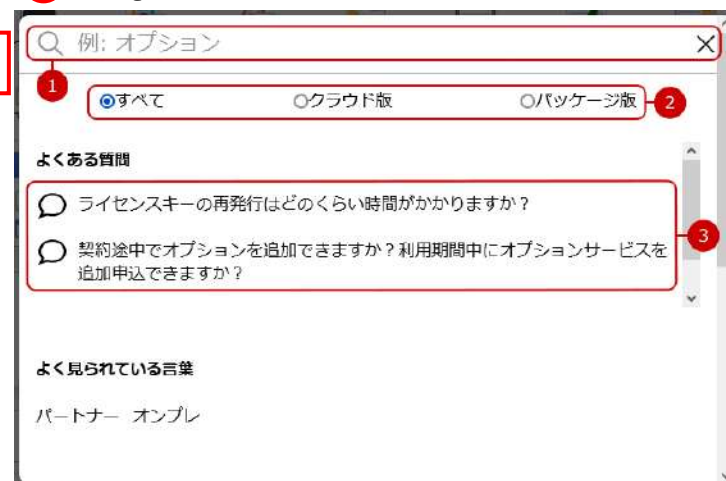 例: オプション
1
すべて クラウド版 パッケージ版
2
よくある質問
ライセンスキーの再発行はどのくらい時間がかかりますか？
3
契約途中でオプションを追加できますか？利用期間中にオプションサービスを
追加申込できますか？
よく見られている言葉
パートナー オンプレ